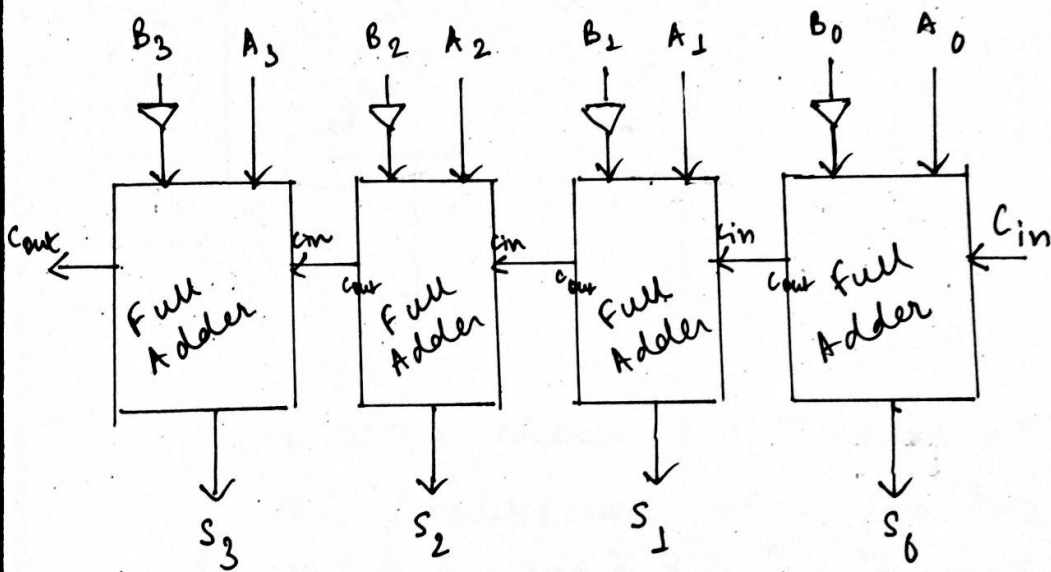 B3 A3 B2 A2 B1 A1 B0 A0
Cout Cin Cout Cin Cout Cin Cout Cin
Full Adder Full Adder Full Adder Full Adder
S3 S2 S1 S0